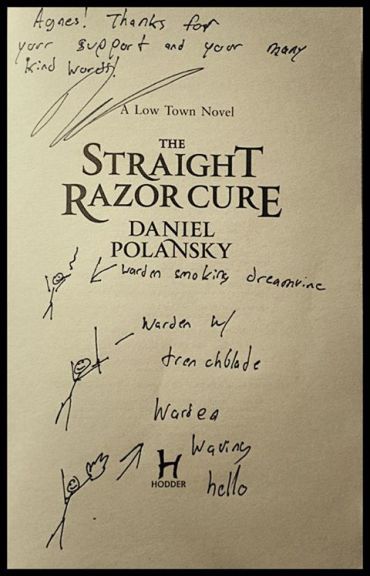 Agnes! Thanks for
your support and your many
kind words!
A Low Town Novel
THE
STRAIGHT
RAZOR CURE
DANIEL
POLANSKY
Warden smoking dreamvine
Warden w/
trenchblade
Warden
Waving
hello
H
HODDER